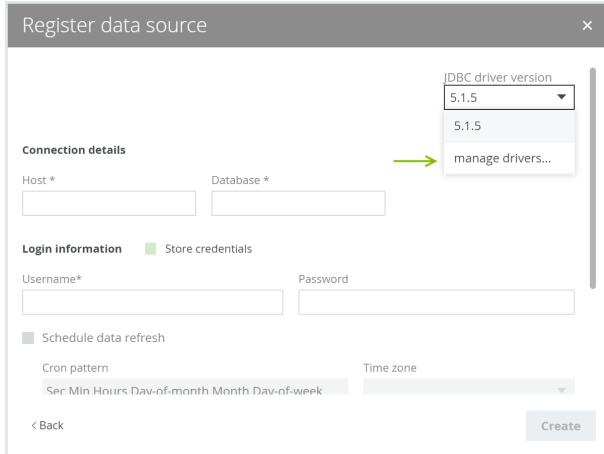 Register data source
×
JDBC driver version
5.1.5
5.1.5
manage drivers...
Connection details
Host * Database *
Login information Store credentials
Username* Password
Schedule data refresh
Cron pattern Time zone
Sec Min Hours Day-of-month Month Day-of-week
< Back Create